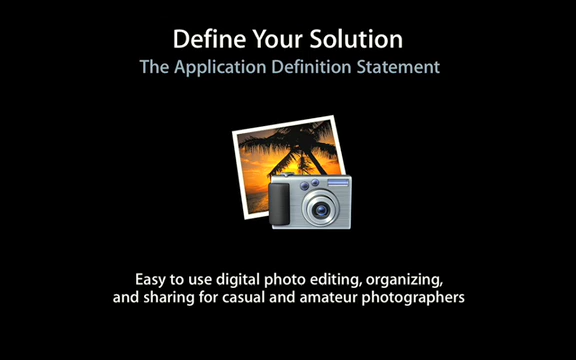 Define Your Solution
The Application Definition Statement
Easy to use digital photo editing, organizing,
and sharing for casual and amateur photographers